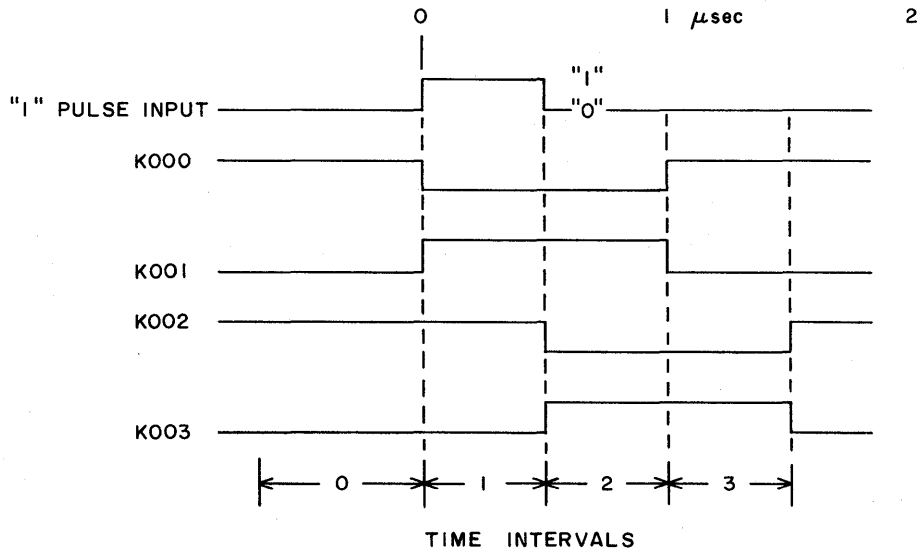 0 1 µsec 2
"1" PULSE INPUT "1"
"0"
K000
K001
K002
K003
0 1 2 3
TIME INTERVALS